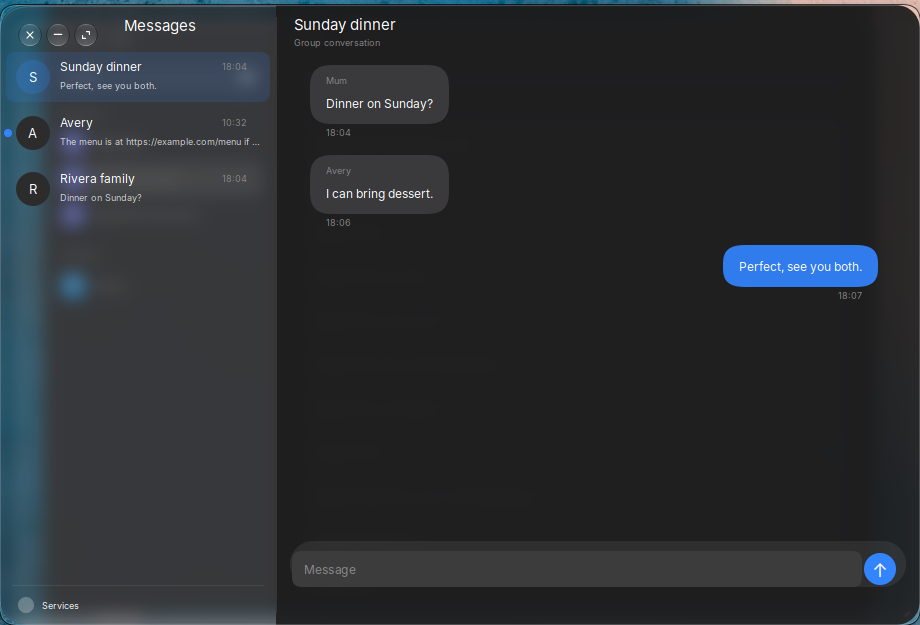 Messages
Sunday dinner 18:04
Perfect, see you both.
S
Avery 10:32
The menu is at https://example.com/menu if ...
A
Rivera family 18:04
Dinner on Sunday?
R
Services
Sunday dinner
Group conversation
Mum
Dinner on Sunday?
18:04
Avery
I can bring dessert.
18:06
Perfect, see you both.
18:07
Message